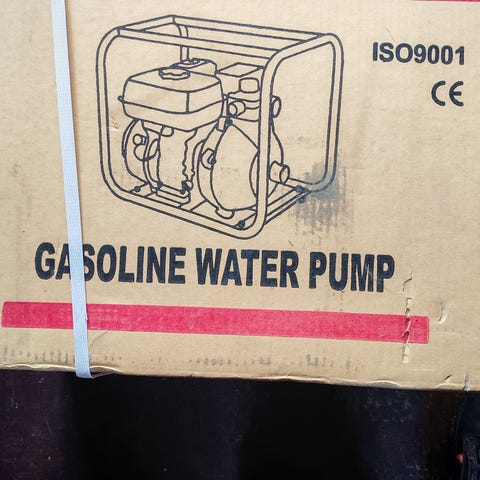 ISO9001
CE
GASOLINE WATER PUMP